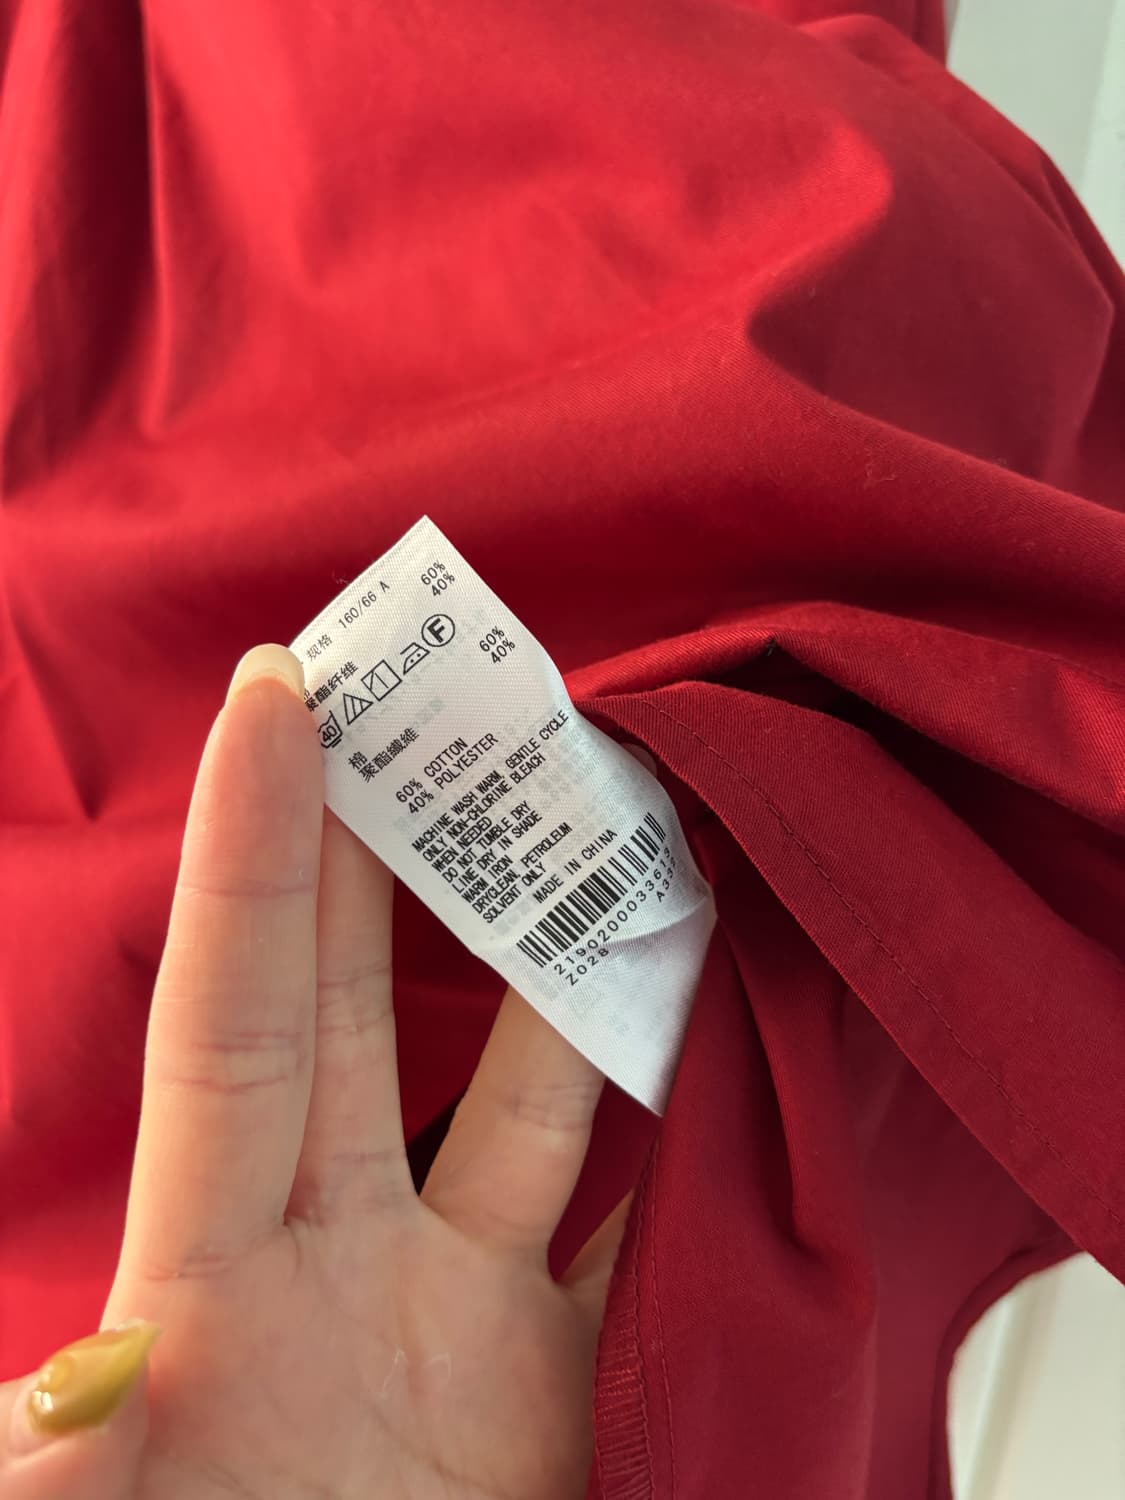 规格 160/66 A
60%
聚酯纤维 40%
40
F
棉 60%
聚酯纖維 40%
60% COTTON
40% POLYESTER
MACHINE WASH WARM, GENTLE CYCLE
ONLY NON-CHLORINE BLEACH
WHEN NEEDED
DO NOT TUMBLE DRY
LINE DRY IN SHADE
WARM IRON
DRYCLEAN, PETROLEUM
SOLVENT ONLY
MADE IN CHINA
2190200033613
Z028